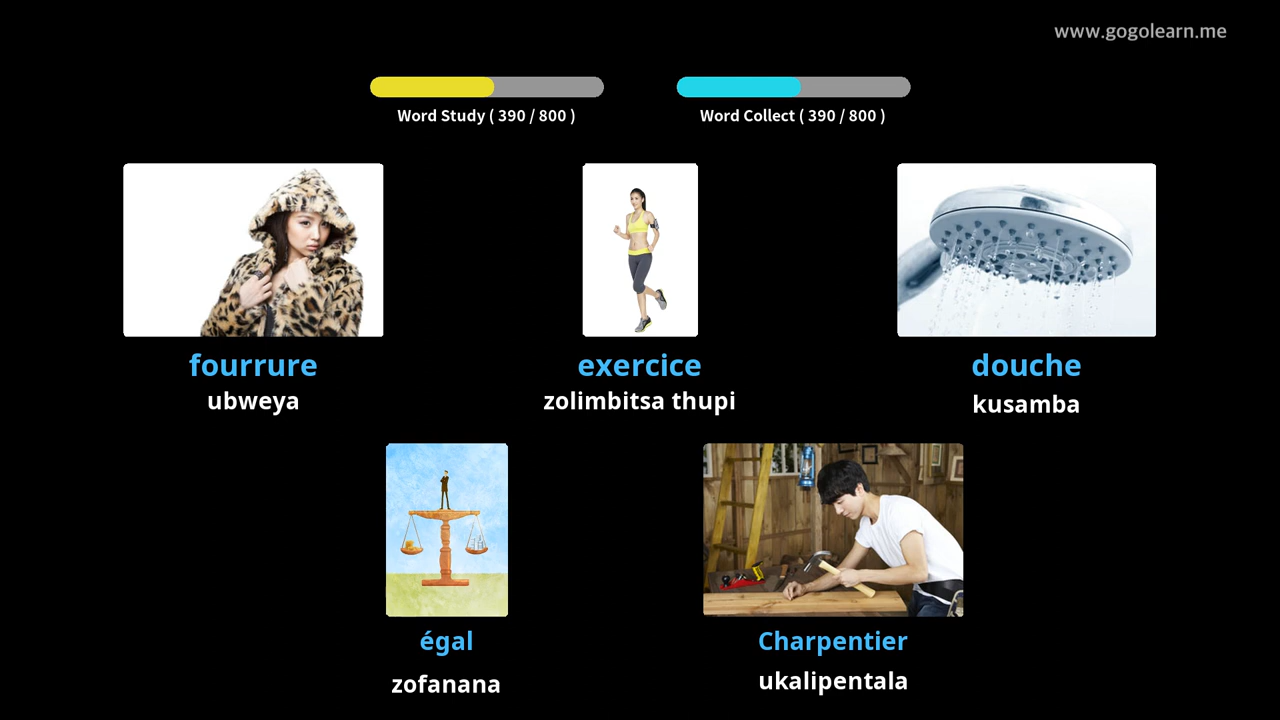 www.gogolearn.me
Word Study ( 390 / 800 )
Word Collect ( 390 / 800 )
fourrure
ubweya
exercice
zolimbitsa thupi
douche
kusamba
égal
zofanana
Charpentier
ukalipentala